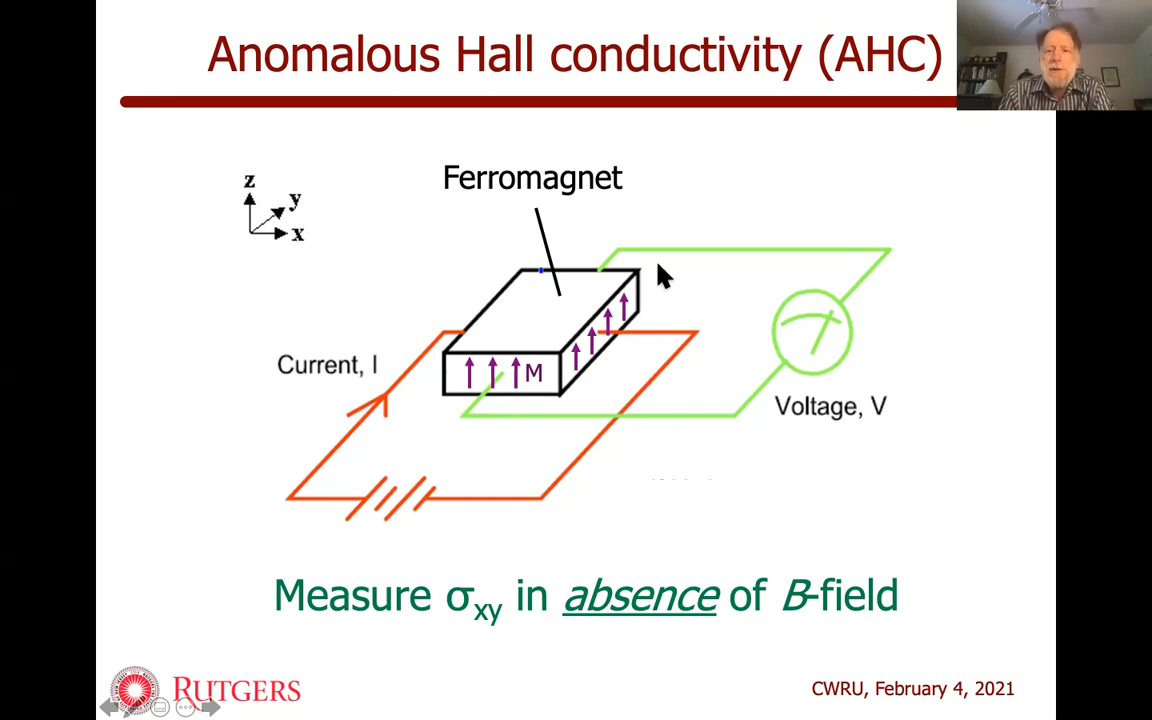 Anomalous Hall conductivity (AHC)
Ferromagnet
z
y
x
Current, I
M
Voltage, V
Measure σxy in absence of B-field
RUTGERS
CWRU, February 4, 2021